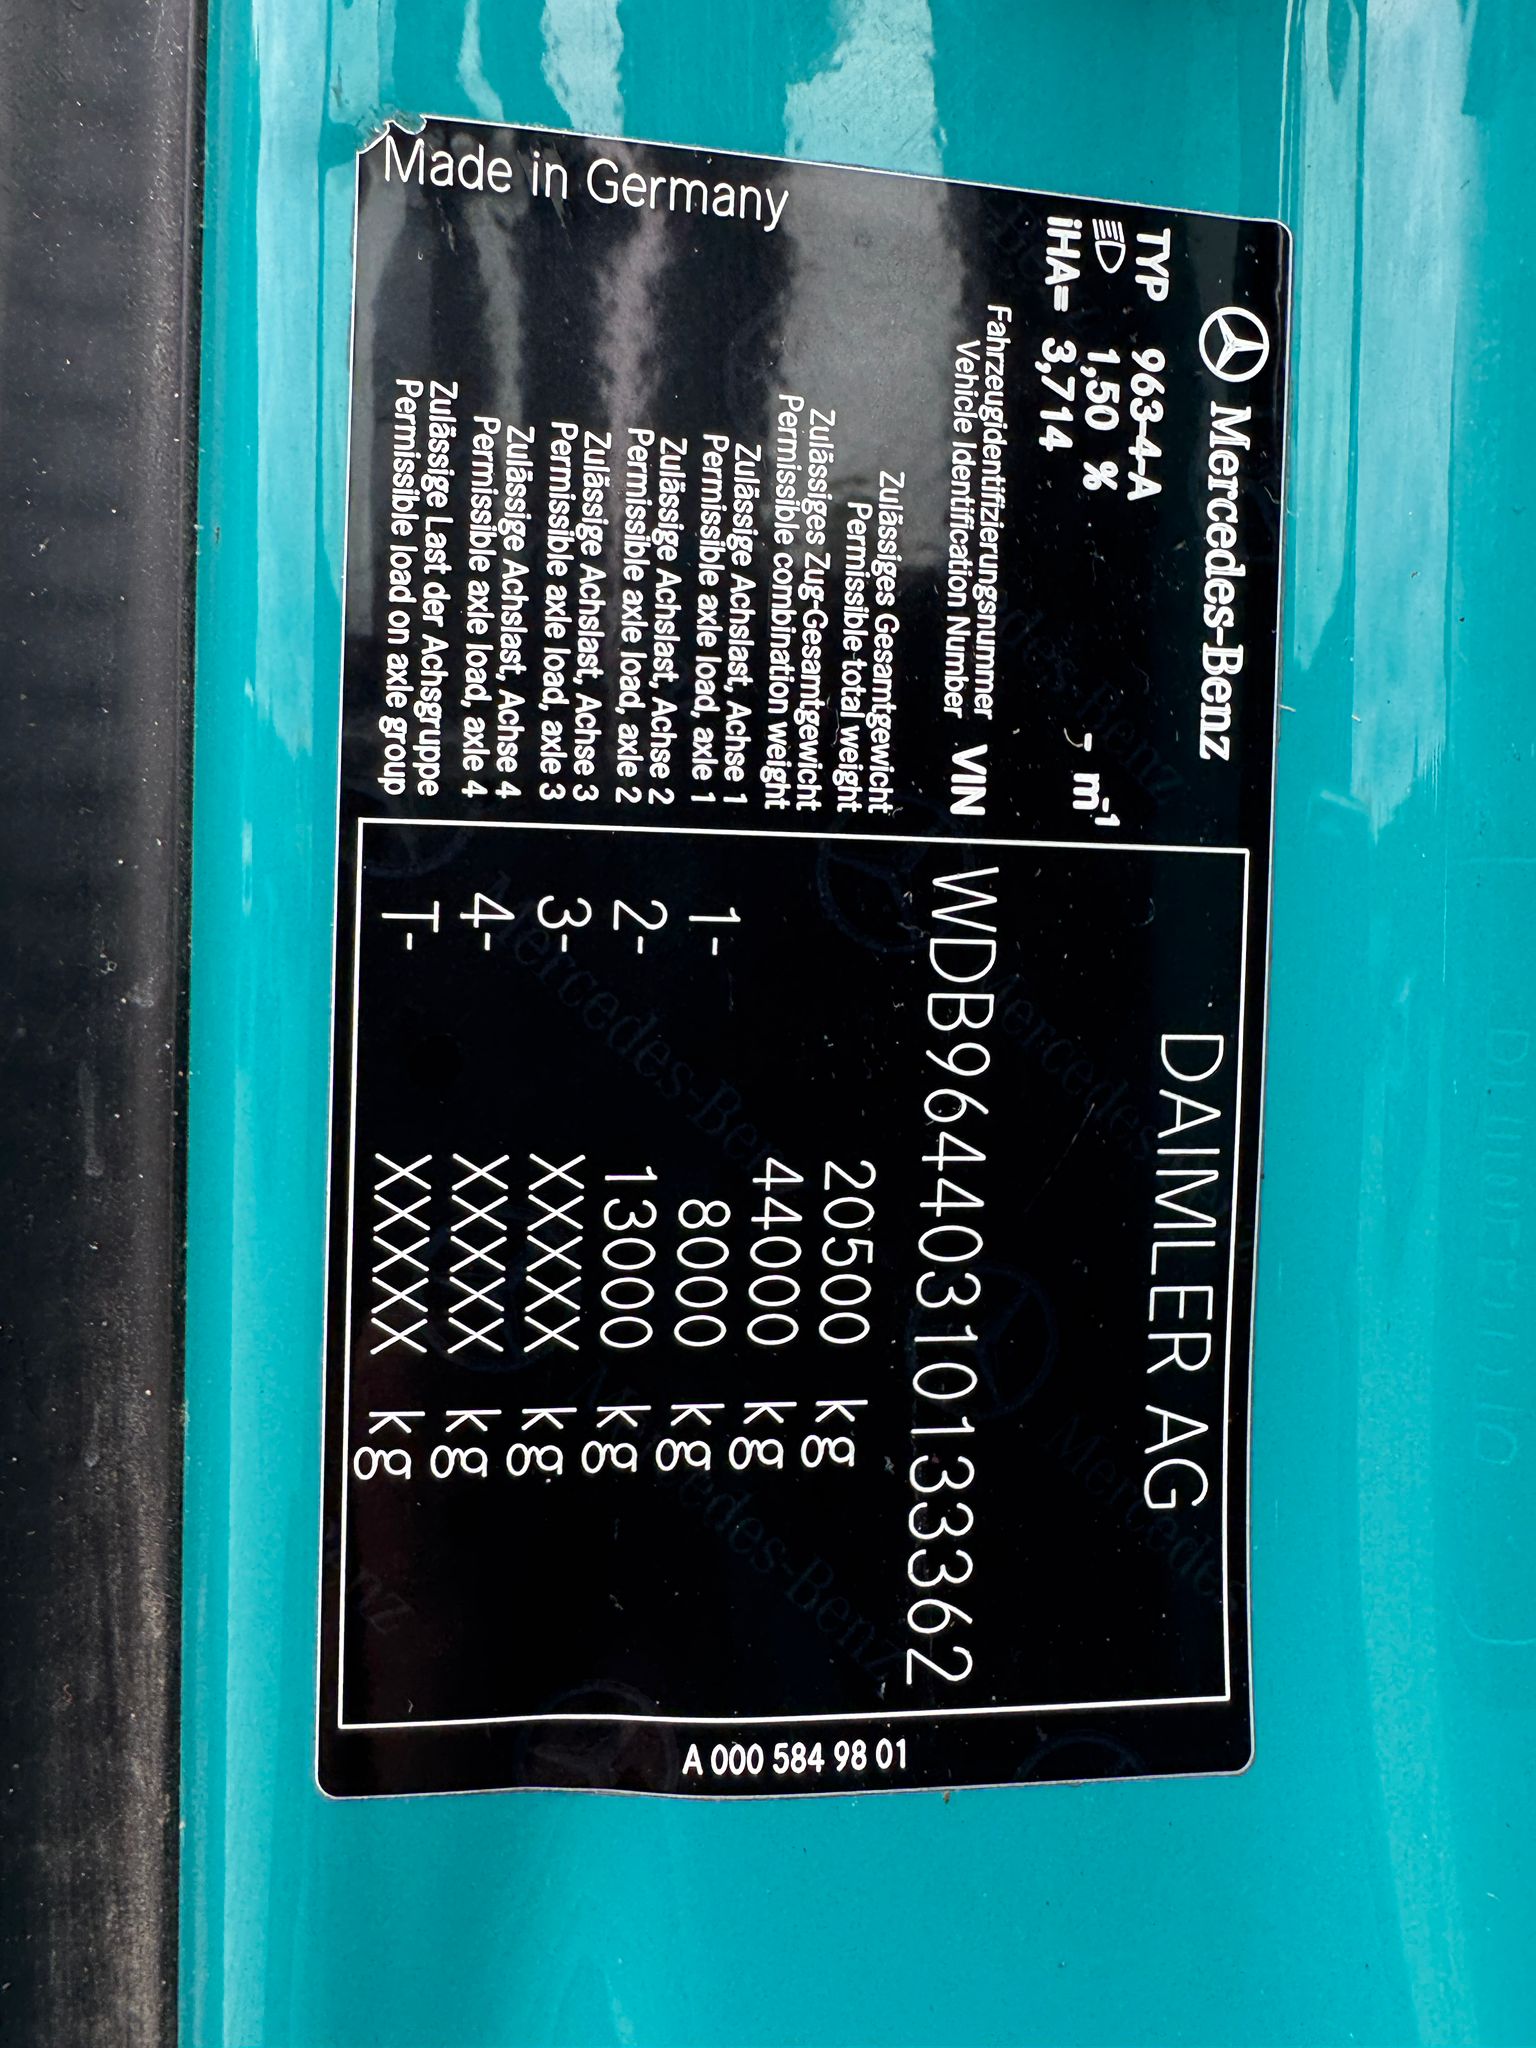 Mercedes-Benz
TYP 963-4-A
1,50 % - m⁻¹
iHA= 3,714
DAIMLER AG
Fahrzeugidentifizierungsnummer
Vehicle Identification Number VIN WDB96440310133362
Zulässiges Gesamtgewicht
Permissible total weight 20500 kg
Zulässiges Zug-Gesamtgewicht
Permissible combination weight 44000 kg
Zulässige Achslast, Achse 1
Permissible axle load, axle 1 1- 8000 kg
Zulässige Achslast, Achse 2
Permissible axle load, axle 2 2- 13000 kg
Zulässige Achslast, Achse 3
Permissible axle load, axle 3 3- XXXXX kg
Zulässige Achslast, Achse 4
Permissible axle load, axle 4 4- XXXXX kg
Zulässige Last der Achsgruppe
Permissible load on axle group T- XXXXX kg
Made in Germany
A 000 584 98 01